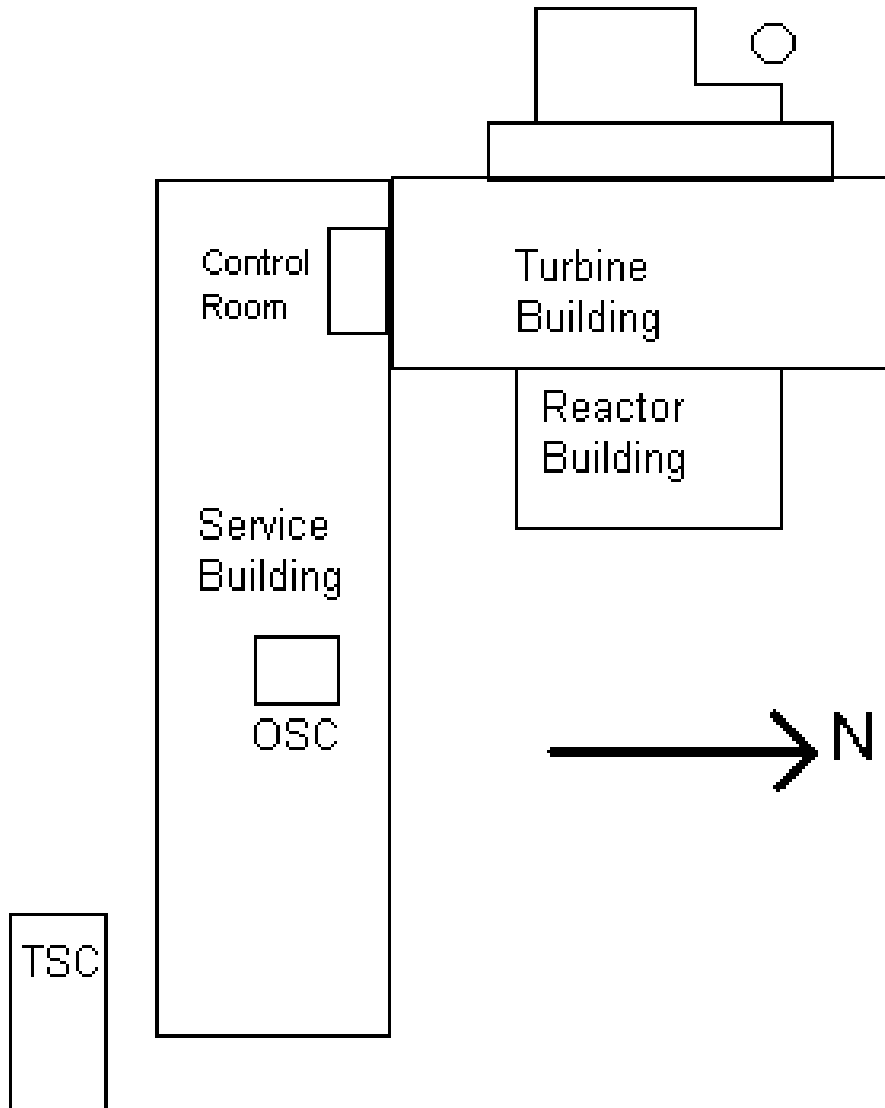 Control
Room
Turbine
Building
Reactor
Building
Service
Building
OSC
N
TSC